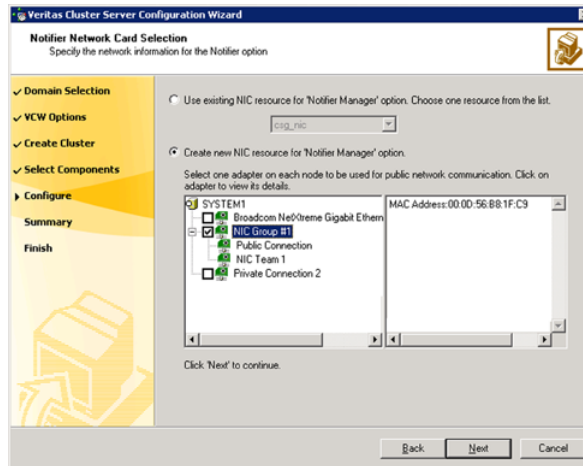 Veritas Cluster Server Configuration Wizard
Notifier Network Card Selection
Specify the network information for the Notifier option
Domain Selection
VCW Options
Create Cluster
Select Components
Configure
Summary
Finish
Use existing NIC resource for 'Notifier Manager' option. Choose one resource from the list.
csg_nic
Create new NIC resource for 'Notifier Manager' option.
Select one adapter on each node to be used for public network communication. Click on
adapter to view its details.
SYSTEM1
Broadcom NetXtreme Gigabit Ethern
NIC Group #1
Public Connection
NIC Team 1
Private Connection 2
MAC Address:00:0D:56:B8:1F:C9
Click 'Next' to continue.
Back
Next
Cancel